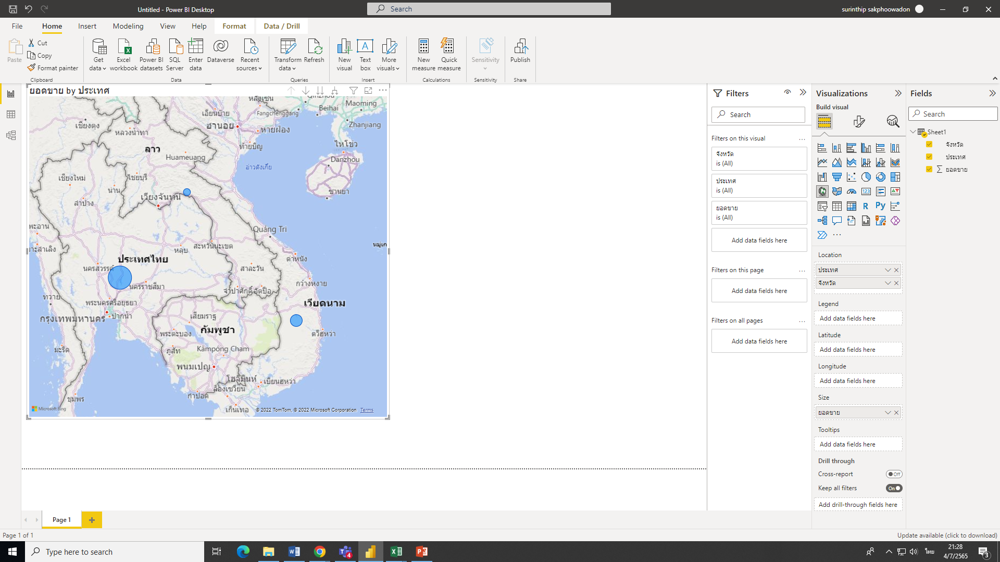 Untitled - Power BI Desktop
Search
surinthip sakphoowadon
File
Home
Insert
Modeling
View
Help
Format
Data / Drill
Paste
Cut
Copy
Format painter
Clipboard
Get data
Excel workbook
Power BI datasets
SQL Server
Enter data
Dataverse
Recent sources
Data
Transform data
Refresh
Queries
New visual
Text box
More visuals
Insert
New measure
Quick measure
Calculations
Sensitivity
Sensitivity
Publish
Share
ยอดขาย by ประเทศ
Maoming
Beihai
เอียนบ้าย
Fangchenggang
เชียงตุง
ฮานอย
หายฝ่อง
Zhanjiang
หลวงน้ำทา
ไหโข่ว
ท้ายบิญ
ลาว
Huameuang
Danzhou
อ่าวตังเกี๋ย
เชียงใหม่
น่าน
ไชยบุรี
ซานยา
เวียงจันทน์
ลำปาง
พะอาน
Quảng Tri
สะหวันนะเขต
หลุบ
ประเทศไทย
ด่าหนัง
นครสวรรค์
สาละวัน
นครราชสีมา
กว่างหงาย
จำปาศักดิ์
อัตปือ
ทวาย
พระนครศรีอยุธยา
เวียดนาม
กรุงเทพมหานคร
ปากน้ำ
เสียมราฐ
กัมพูชา
พระตะบอง
ตวีฮหว่า
มะริด
ภูสัท
Kâmpóng Cham
พนมเปญ
โฮจิมินห์
เบียนฮหว่า
ล็องเซวียน
กำปอด
ชุมพร
เกิ่นเทอ
Microsoft Bing
© 2022 TomTom, © 2022 Microsoft Corporation
Terms
Filters
Search
Filters on this visual
...
จังหวัด
is (All)
ประเทศ
is (All)
ยอดขาย
is (All)
Add data fields here
Filters on this page
...
Add data fields here
Filters on all pages
...
Add data fields here
Visualizations
Build visual
123
R
Py
...
Location
ประเทศ
จังหวัด
Legend
Add data fields here
Latitude
Add data fields here
Longitude
Add data fields here
Size
ยอดขาย
Tooltips
Add data fields here
Drill through
Cross-report
Off
Keep all filters
On
Add drill-through fields here
Fields
Search
Sheet1
จังหวัด
ประเทศ
∑ ยอดขาย
Page 1
Page 1 of 1
Update available (click to download)
Type here to search
4
ไทย
21:28
4/7/2565
3